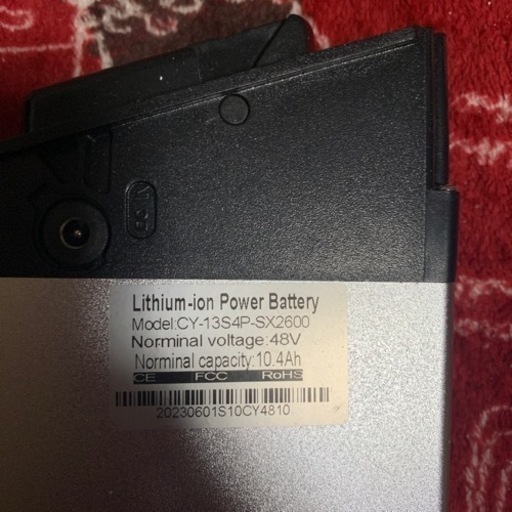 Lithium-ion Power Battery
Model:CY-13S4P-SX2600
Norminal voltage:48V
Norminal capacity:10.4Ah
CE FCC RoHS
20230601S10CY4810